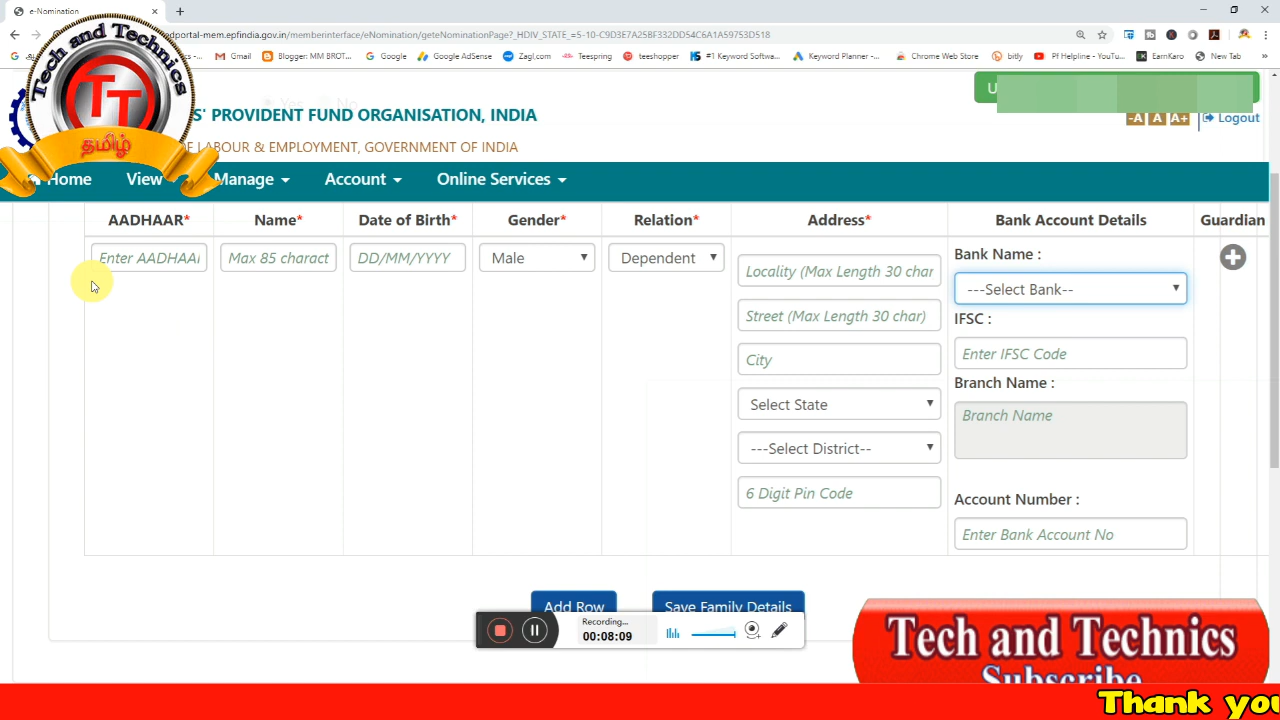 e-Nomination
edportal-mem.epfindia.gov.in/memberinterface/eNomination/geteNominationPage?_HDIV_STATE_=5-10-C9D3E7A25BF332DD54C6A1A59753D518
Gmail Blogger: MM BROT... Google Google AdSense Zagl.com Teespring teeshopper #1 Keyword Softwa... Keyword Planner -... Chrome Web Store bitly Pf Helpline - YouTu... EarnKaro New Tab
Tech and Technics
TT
தமிழ்
U
S' PROVIDENT FUND ORGANISATION, INDIA
-A A A+ Logout
F LABOUR & EMPLOYMENT, GOVERNMENT OF INDIA
Home View Manage Account Online Services
AADHAAR* Name* Date of Birth* Gender* Relation* Address* Bank Account Details Guardian
Enter AADHAAI Max 85 charact DD/MM/YYYY Male Dependent
Locality (Max Length 30 char
Street (Max Length 30 char)
City
Select State
---Select District--
6 Digit Pin Code
Bank Name :
---Select Bank--
IFSC :
Enter IFSC Code
Branch Name :
Branch Name
Account Number :
Enter Bank Account No
Add Row Save Family Details
Recording...
00:08:09
Tech and Technics
Subscribe
Thank you